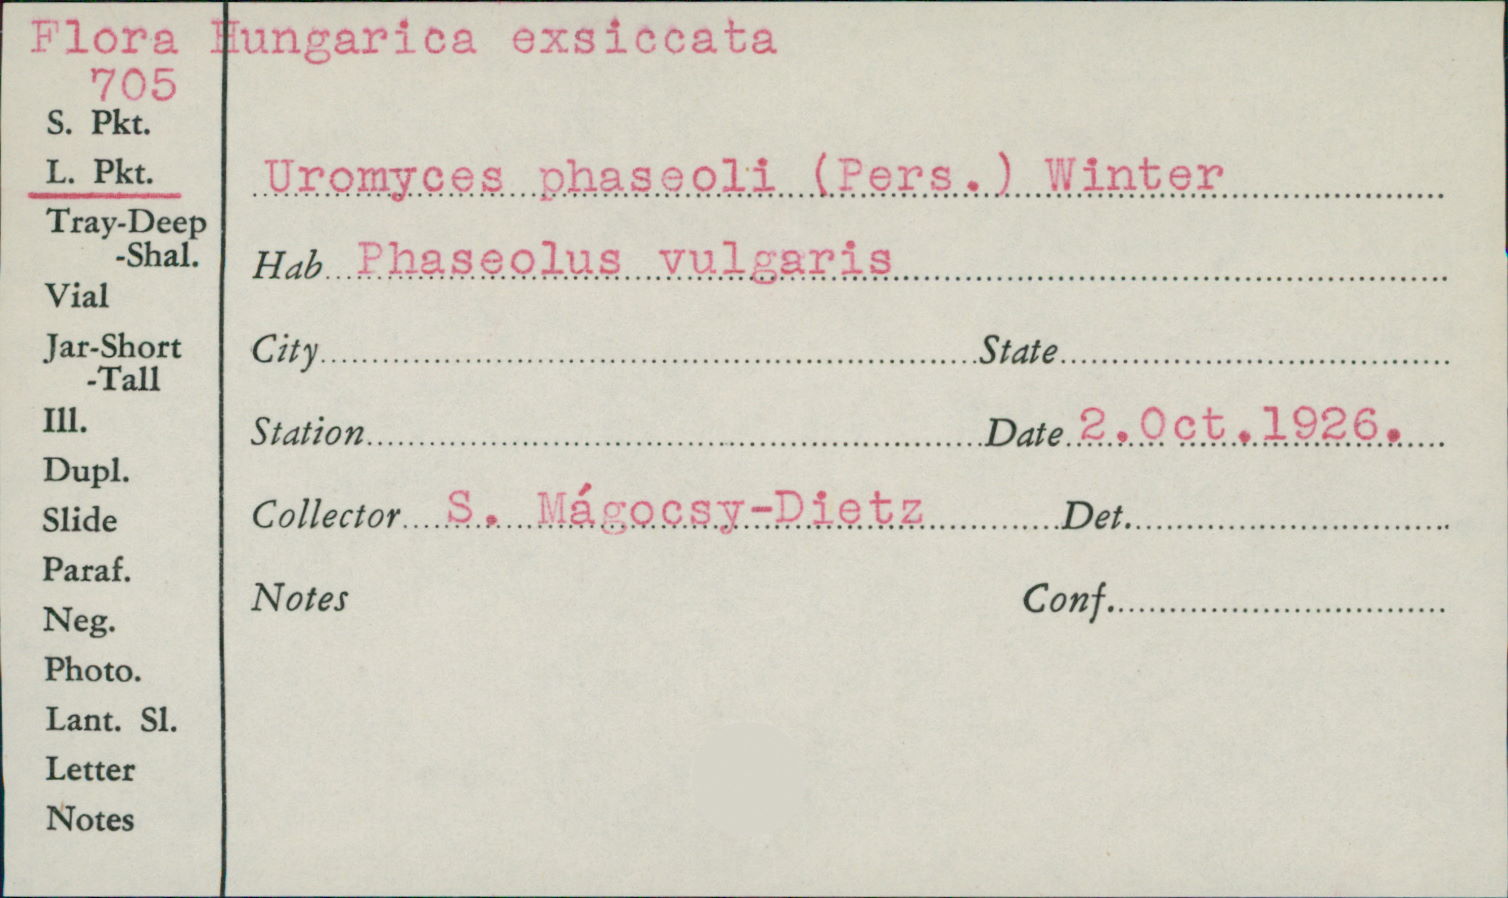 Flora Hungarica exsiccata
705
S. Pkt.
L. Pkt.
Uromyces phaseoli (Pers.) Winter
Tray-Deep
-Shal.
Hab Phaseolus vulgaris
Vial
Jar-Short
-Tall
City State
Ill.
Station Date 2.Oct.1926.
Dupl.
Slide
Collector S. Mágocsy-Dietz Det.
Paraf.
Notes Conf.
Neg.
Photo.
Lant. Sl.
Letter
Notes